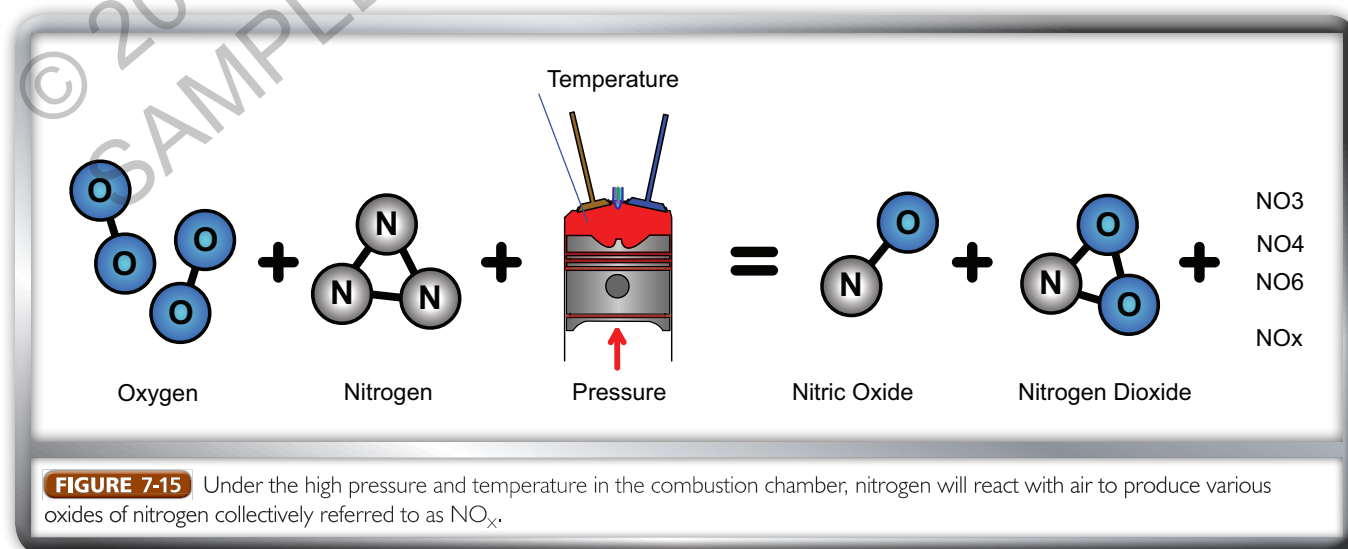 © 20
SAMPLE
Temperature
O
O
O
O
N
N
N
O
N
O
N
O
NO3
NO4
NO6
NOx
Oxygen
Nitrogen
Pressure
Nitric Oxide
Nitrogen Dioxide
FIGURE 7-15 Under the high pressure and temperature in the combustion chamber, nitrogen will react with air to produce various
oxides of nitrogen collectively referred to as NOX.